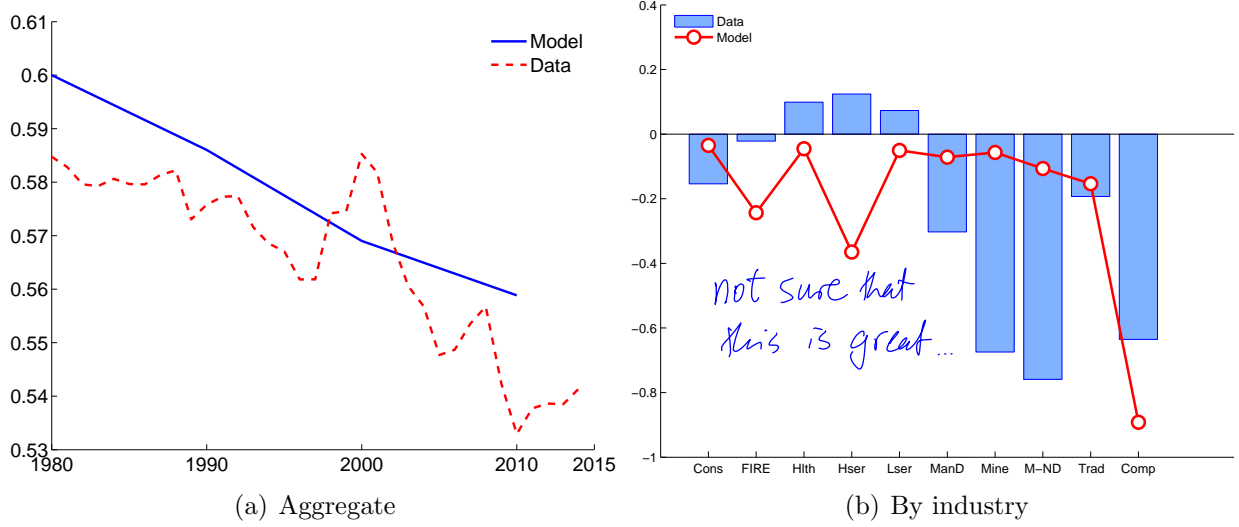 0.61
0.6
0.59
0.58
0.57
0.56
0.55
0.54
0.53
1980 1990 2000 2010 2015
Model
Data
(a) Aggregate
0.4
0.2
0
−0.2
−0.4
−0.6
−0.8
−1
Data
Model
not sure that
this is great...
Cons FIRE Hlth Hser Lser ManD Mine M−ND Trad Comp
(b) By industry